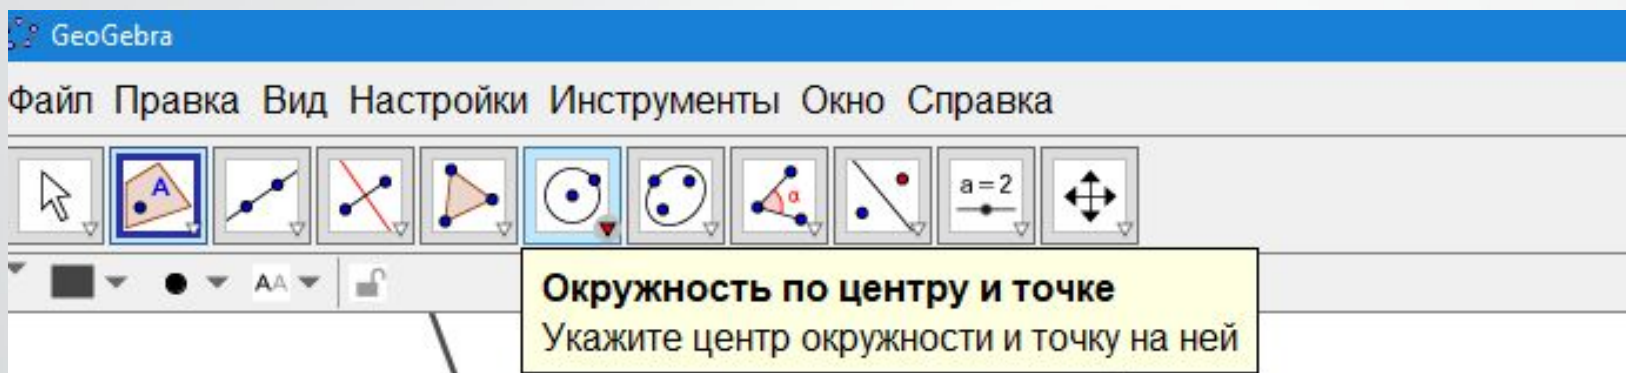 GeoGebra
Файл Правка Вид Настройки Инструменты Окно Справка
A α a = 2
AA
Окружность по центру и точке
Укажите центр окружности и точку на ней